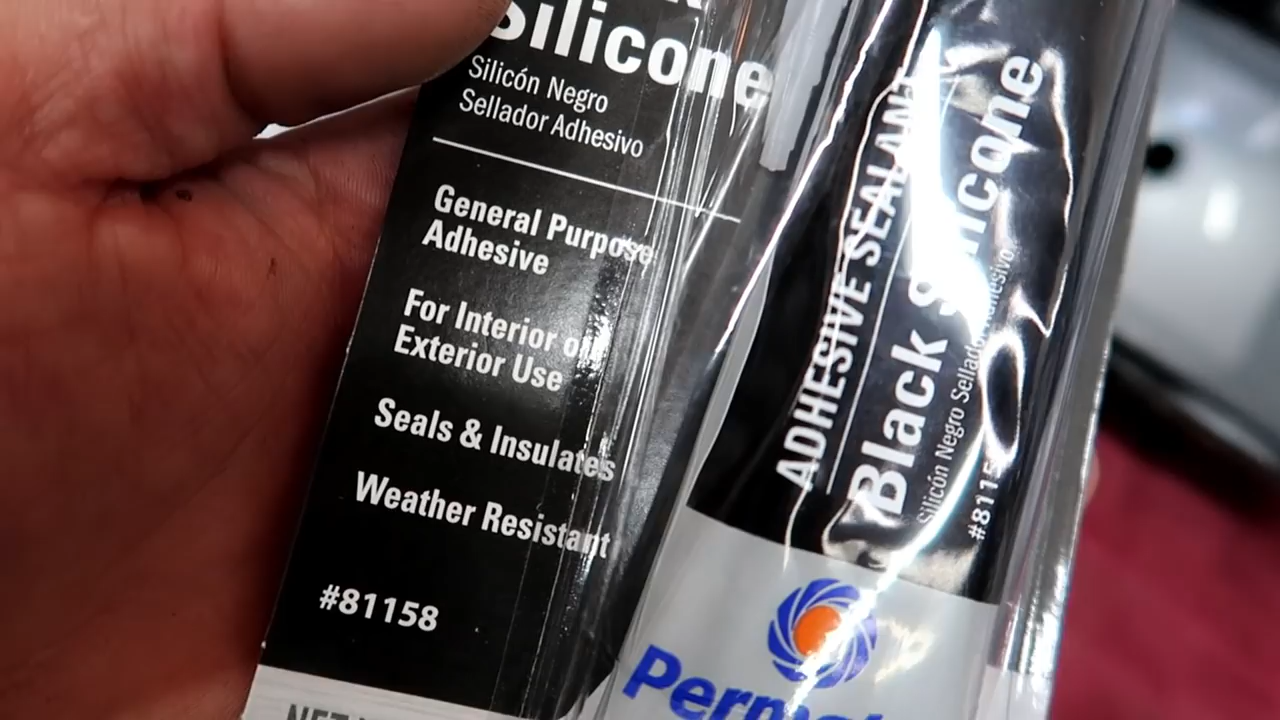 Silicone
Silicón Negro
Sellador Adhesivo
General Purpose
Adhesive
For Interior or
Exterior Use
Seals & Insulates
Weather Resistant
#81158
ADHESIVE SEALANT
Black Silicone
Silicón Negro Sellador Adhesivo
#8115